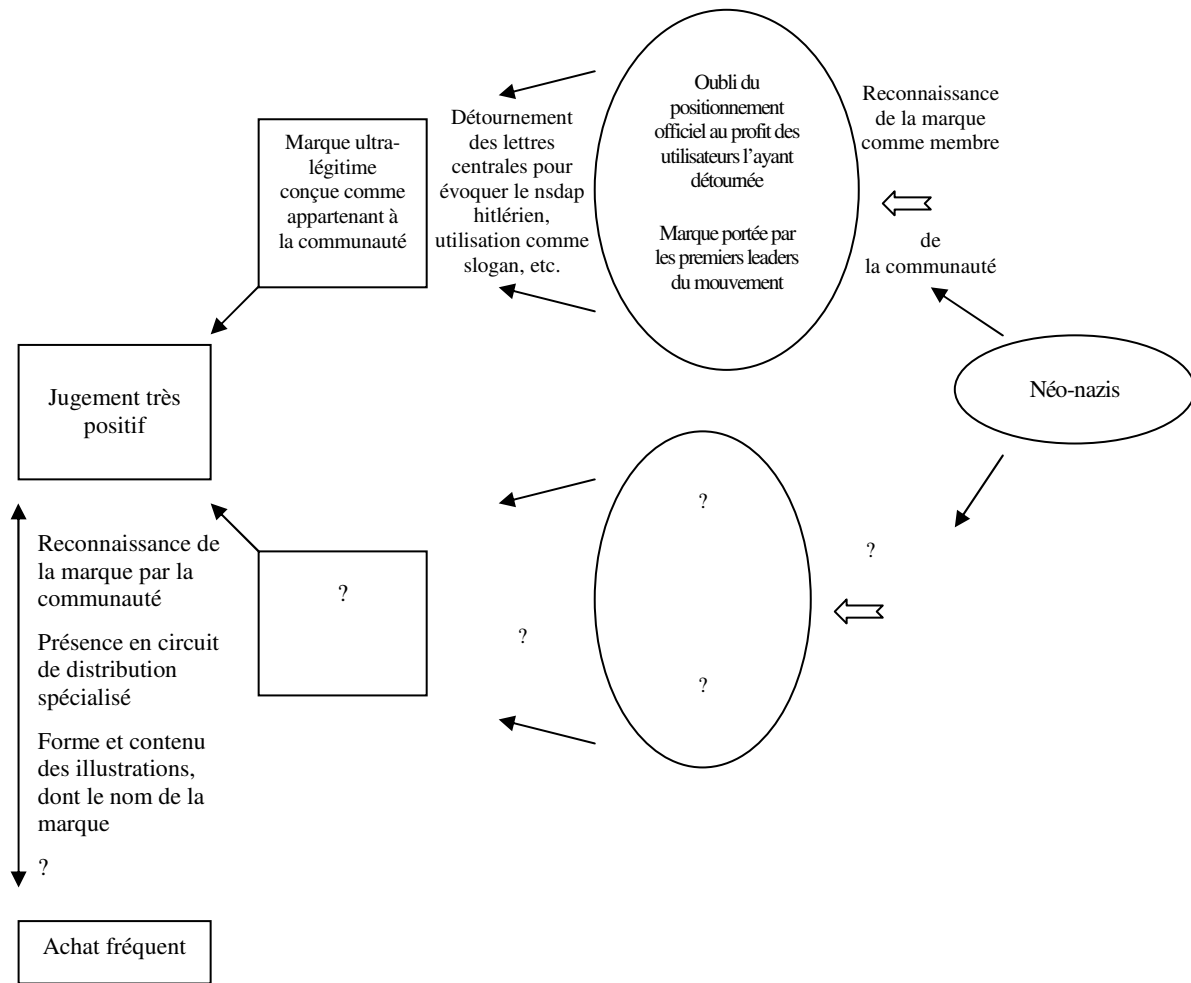 Oubli du
positionnement
officiel au profit des
utilisateurs l’ayant
détournée
Marque portée par
les premiers leaders
du mouvement
Reconnaissance
de la marque
comme membre
de
la communauté
Détournement
des lettres
centrales pour
évoquer le nsdap
hitlérien,
utilisation comme
slogan, etc.
Marque ultra-
légitime
conçue comme
appartenant à
la communauté
Jugement très
positif
Néo-nazis
?
?
?
?
?
Reconnaissance de
la marque par la
communauté
Présence en circuit
de distribution
spécialisé
Forme et contenu
des illustrations,
dont le nom de la
marque
?
Achat fréquent